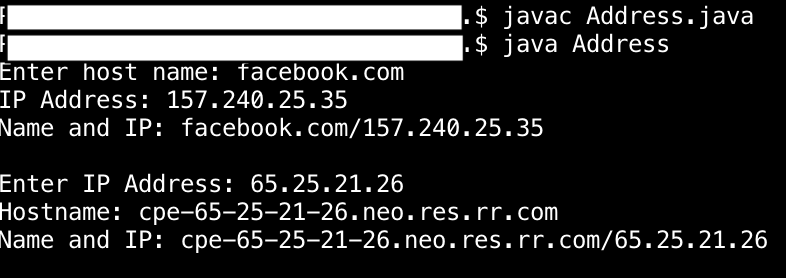 .$ javac Address.java
.$ java Address
Enter host name: facebook.com
IP Address: 157.240.25.35
Name and IP: facebook.com/157.240.25.35
Enter IP Address: 65.25.21.26
Hostname: cpe-65-25-21-26.neo.res.rr.com
Name and IP: cpe-65-25-21-26.neo.res.rr.com/65.25.21.26